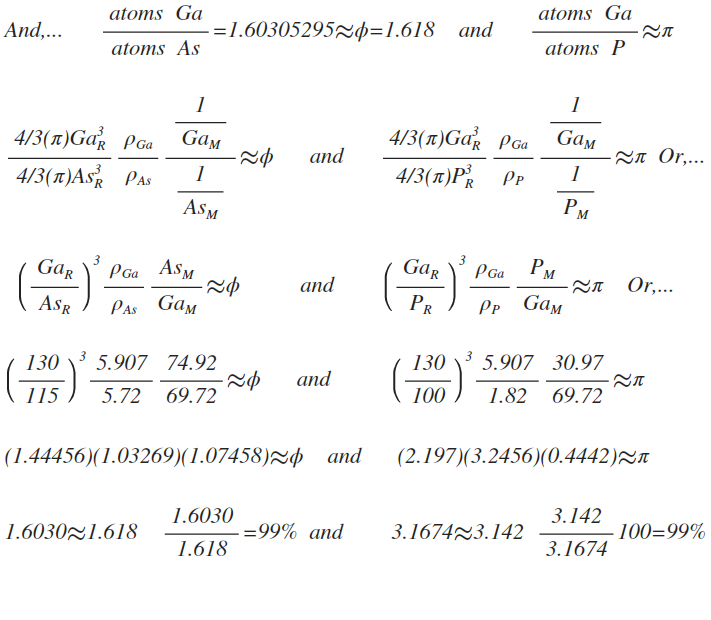 And,... atoms Ga / atoms As =1.60305295≈ϕ=1.618 and atoms Ga / atoms P ≈π
4/3(π)Ga_R^3 / 4/3(π)As_R^3 ρ_Ga / ρ_As (1/Ga_M) / (1/As_M) ≈ϕ and 4/3(π)Ga_R^3 / 4/3(π)P_R^3 ρ_Ga / ρ_P (1/Ga_M) / (1/P_M) ≈π Or,...
(Ga_R / As_R)^3 ρ_Ga / ρ_As As_M / Ga_M ≈ϕ and (Ga_R / P_R)^3 ρ_Ga / ρ_P P_M / Ga_M ≈π Or,...
(130 / 115)^3 5.907 / 5.72 74.92 / 69.72 ≈ϕ and (130 / 100)^3 5.907 / 1.82 30.97 / 69.72 ≈π
(1.44456)(1.03269)(1.07458)≈ϕ and (2.197)(3.2456)(0.4442)≈π
1.6030≈1.618 1.6030 / 1.618 =99% and 3.1674≈3.142 3.142 / 3.1674 100=99%